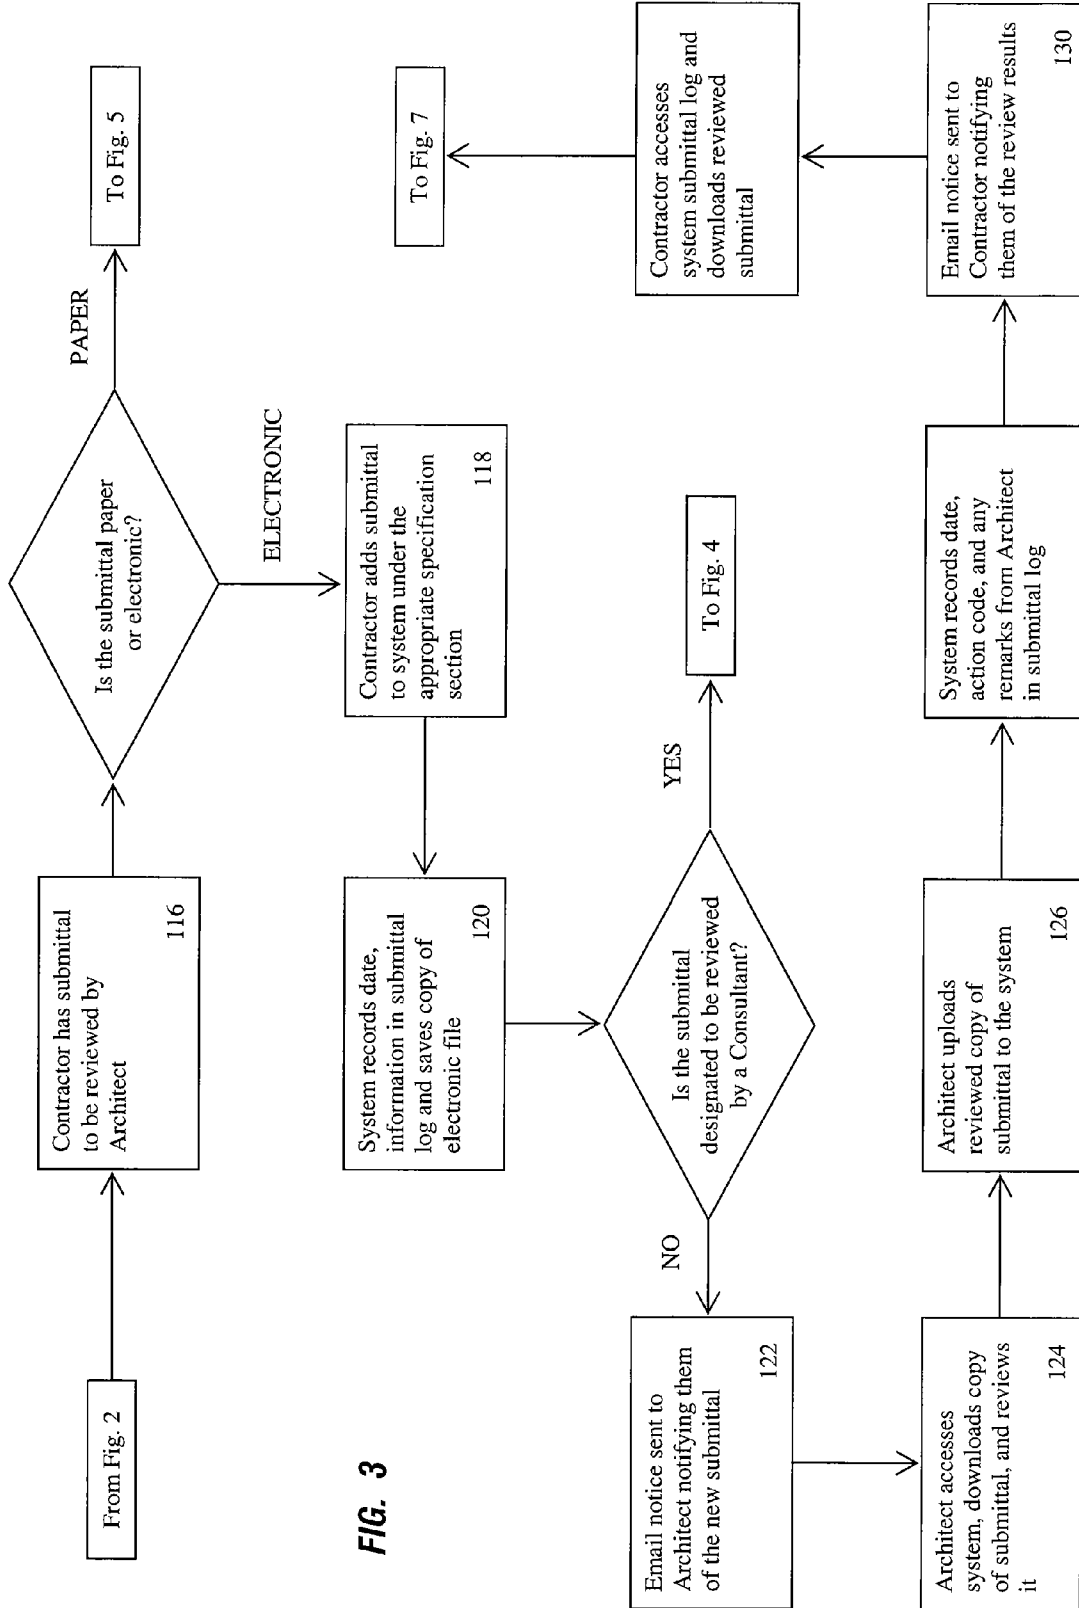 From Fig. 2
Contractor has submittal
to be reviewed by
Architect
116
Is the submittal paper
or electronic?
PAPER
To Fig. 5
ELECTRONIC
Contractor adds submittal
to system under the
appropriate specification
section
118
System records date,
information in submittal
log and saves copy of
electronic file
120
Is the submittal
designated to be reviewed
by a Consultant?
YES
To Fig. 4
NO
Email notice sent to
Architect notifying them
of the new submittal
122
Architect accesses
system, downloads copy
of submittal, and reviews
it
124
Architect uploads
reviewed copy of
submittal to the system
126
System records date,
action code, and any
remarks from Architect
in submittal log
Email notice sent to
Contractor notifying
them of the review results
130
Contractor accesses
system submittal log and
downloads reviewed
submittal
To Fig. 7
FIG. 3